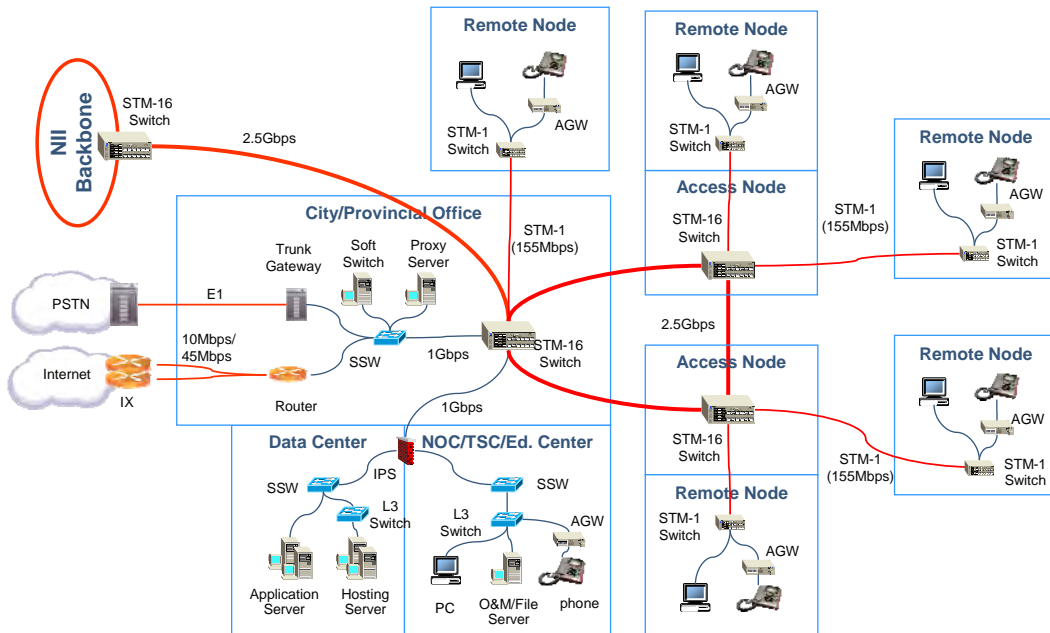 Remote Node
AGW
STM-1
Switch
Remote Node
AGW
STM-1
Switch
Remote Node
AGW
STM-1
Switch
STM-16
Switch
NII
Backbone
2.5Gbps
City/Provincial Office
STM-1
(155Mbps)
Access Node
STM-16
Switch
STM-1
(155Mbps)
Trunk
Gateway
Soft
Switch
Proxy
Server
PSTN
E1
10Mbps/
45Mbps
Internet
IX
Router
SSW
1Gbps
STM-16
Switch
1Gbps
2.5Gbps
Access Node
STM-16
Switch
STM-1
(155Mbps)
Remote Node
AGW
STM-1
Switch
Data Center
IPS
SSW
L3
Switch
Application
Server
Hosting
Server
NOC/TSC/Ed. Center
SSW
L3
Switch
AGW
PC
O&M/File
Server
phone
Remote Node
STM-1
Switch
AGW